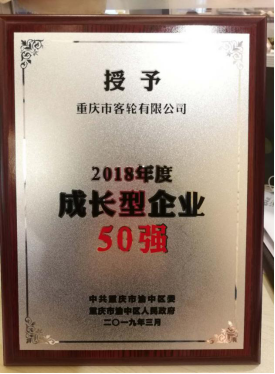 授予
重庆市客轮有限公司
2018年度
成长型企业
50强
中共重庆市渝中区委
重庆市渝中区人民政府
二〇一九年三月